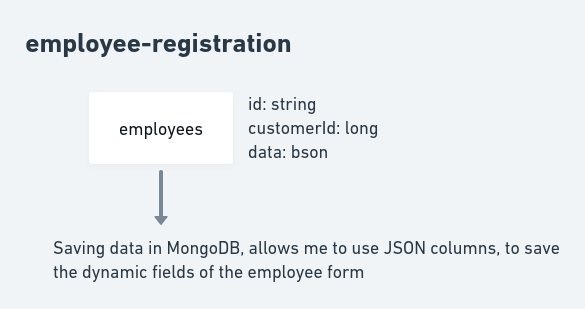 employee-registration
employees
id: string
customerId: long
data: bson
Saving data in MongoDB, allows me to use JSON columns, to save
the dynamic fields of the employee form